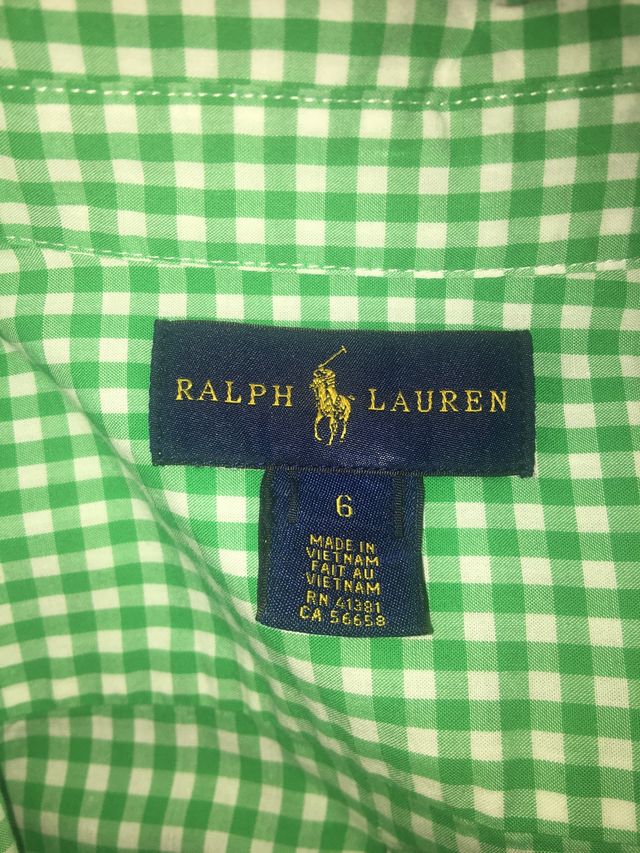 RALPH LAUREN
6
MADE IN
VIETNAM
FAIT AU
VIETNAM
RN 41381
CA 56658